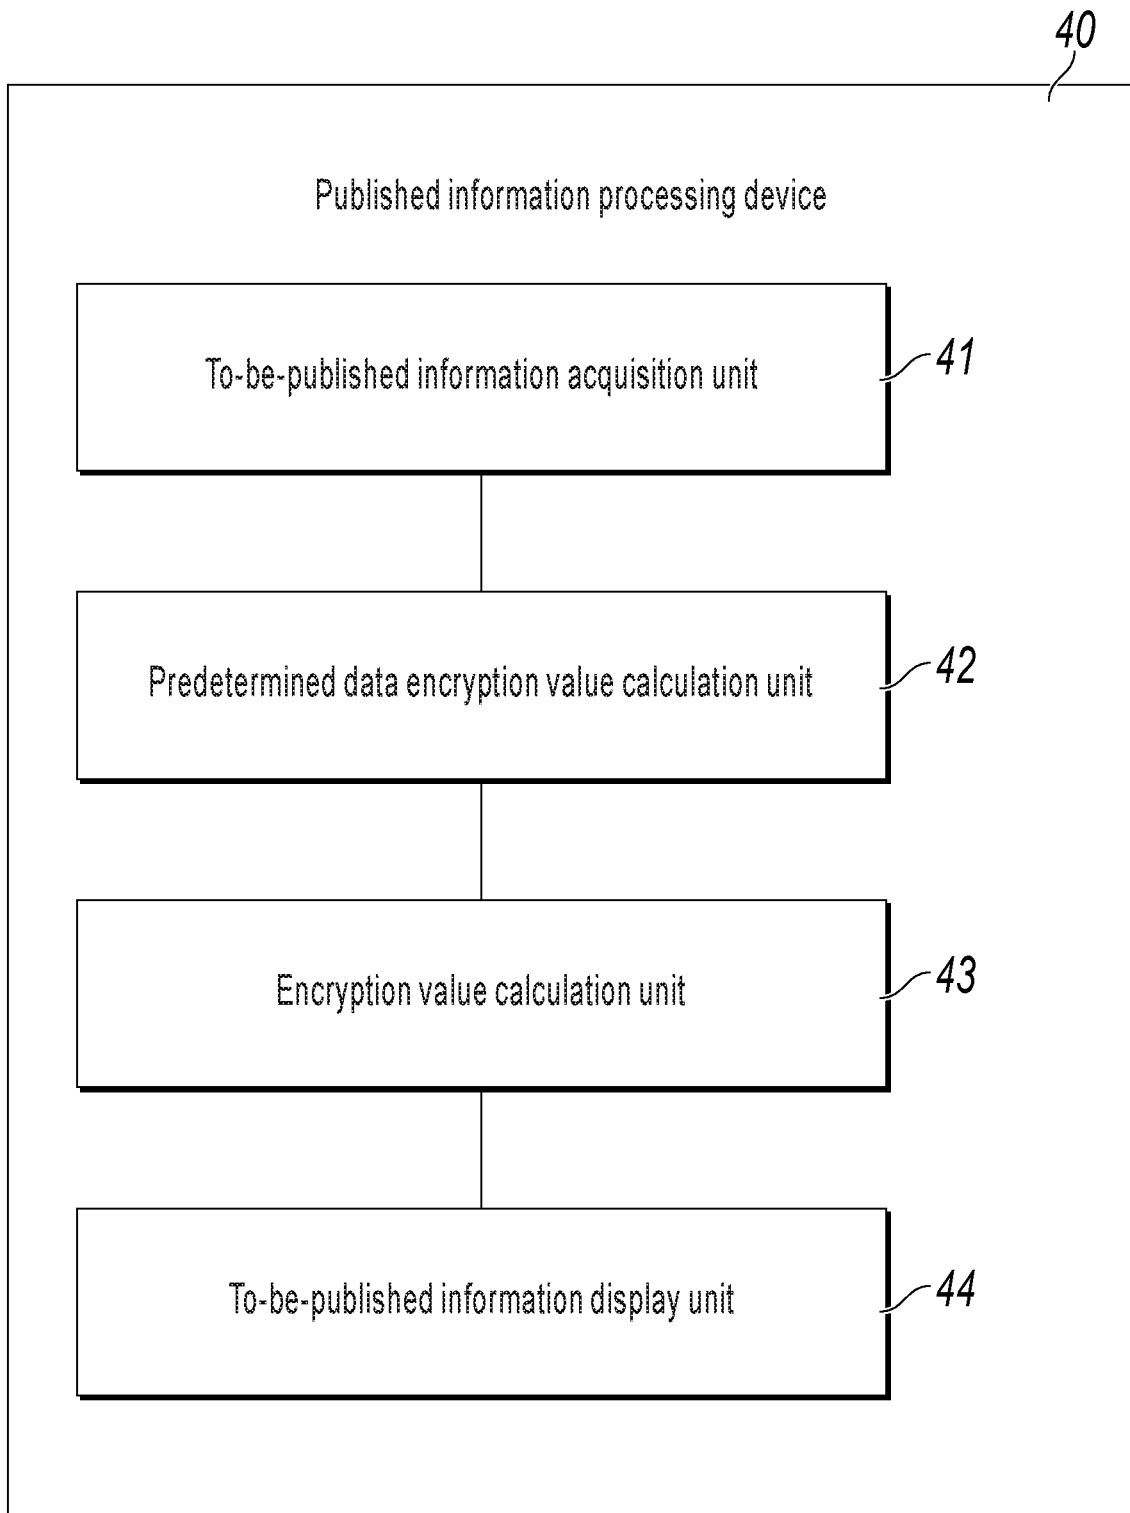 40
Published information processing device
To-be-published information acquisition unit
41
Predetermined data encryption value calculation unit
42
Encryption value calculation unit
43
To-be-published information display unit
44